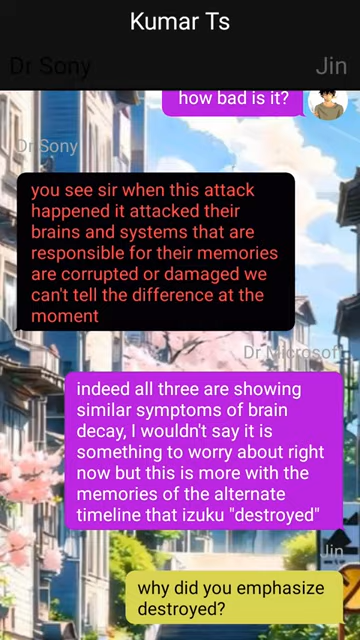 Kumar Ts
Dr Sony
Jin
how bad is it?
Dr Sony
you see sir when this attack
happened it attacked their
brains and systems that are
responsible for their memories
are corrupted or damaged we
can't tell the difference at the
moment
Dr.Microsoft
indeed all three are showing
similar symptoms of brain
decay, I wouldn't say it is
something to worry about right
now but this is more with the
memories of the alternate
timeline that izuku "destroyed"
Jin
why did you emphasize
destroyed?